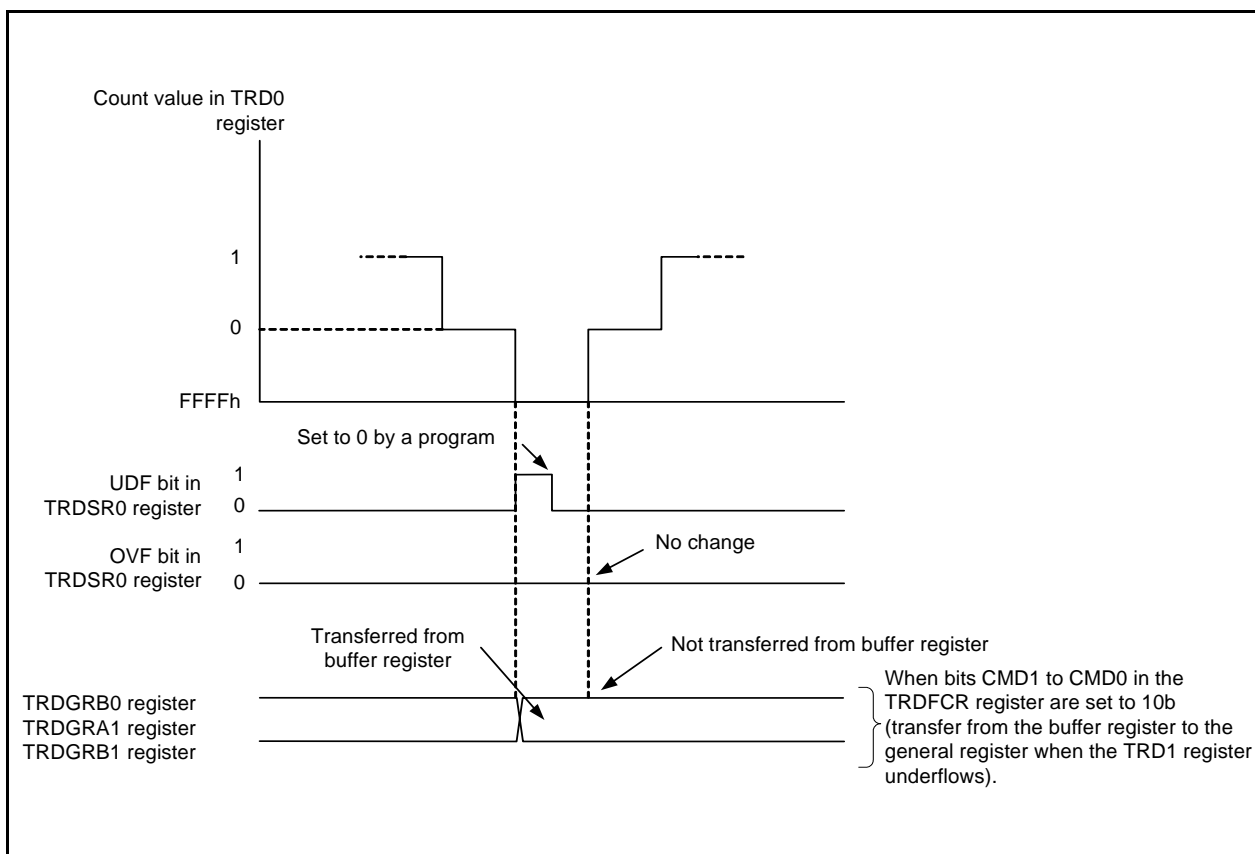 Count value in TRD0
register
1
0
FFFFh
Set to 0 by a program
UDF bit in
TRDSR0 register
1
0
No change
OVF bit in
TRDSR0 register
1
0
Transferred from
buffer register
Not transferred from buffer register
TRDGRB0 register
TRDGRA1 register
TRDGRB1 register
When bits CMD1 to CMD0 in the
TRDFCR register are set to 10b
(transfer from the buffer register to the
general register when the TRD1 register
underflows).